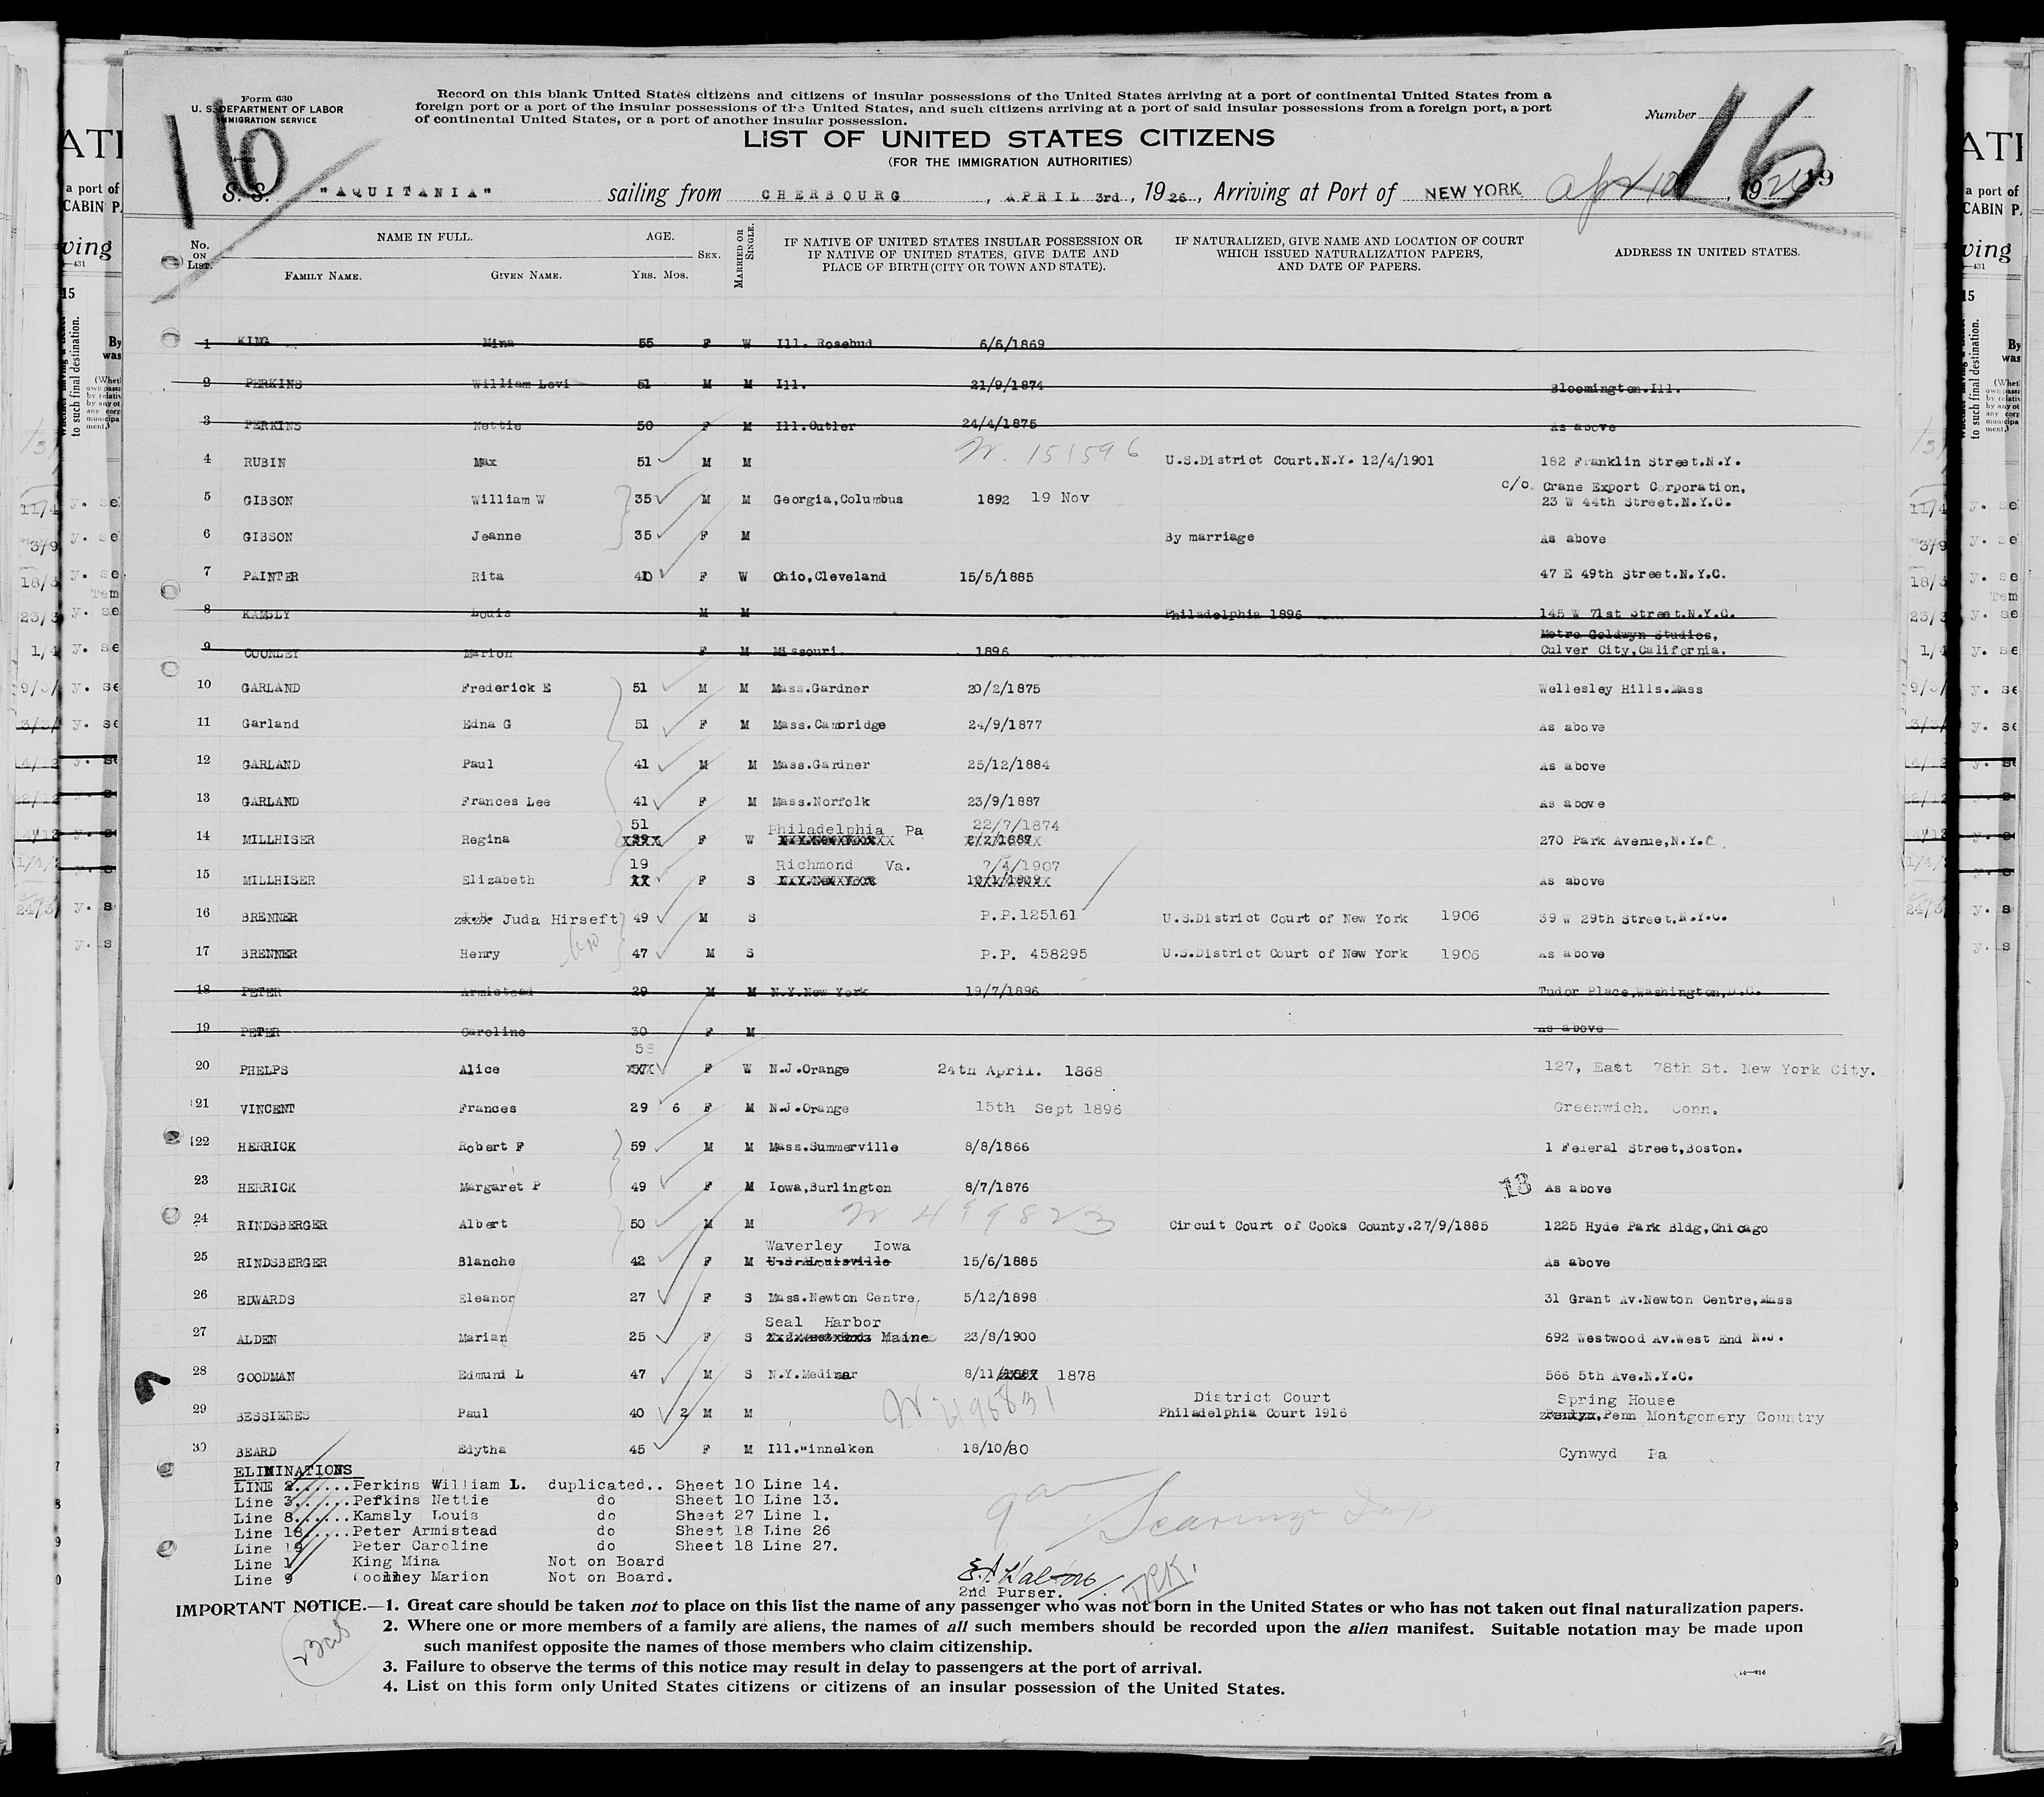 Form 630
U. S. DEPARTMENT OF LABOR
IMMIGRATION SERVICE
16
Record on this blank United States citizens and citizens of insular possessions of the United States arriving at a port of continental United States from a
foreign port or a port of the insular possessions of the United States, and such citizens arriving at a port of said insular possessions from a foreign port, a port
of continental United States, or a port of another insular possession.
Number 16
LIST OF UNITED STATES CITIZENS
(FOR THE IMMIGRATION AUTHORITIES)
S. S. "AQUITANIA" sailing from CHERBOURG, APRIL 3rd, 1926, Arriving at Port of NEW YORK Apr 10, 1926
No. ON LIST. NAME IN FULL. FAMILY NAME. GIVEN NAME. AGE. YRS. MOS. SEX. MARRIED OR SINGLE. IF NATIVE OF UNITED STATES INSULAR POSSESSION OR IF NATIVE OF UNITED STATES, GIVE DATE AND PLACE OF BIRTH (CITY OR TOWN AND STATE). IF NATURALIZED, GIVE NAME AND LOCATION OF COURT WHICH ISSUED NATURALIZATION PAPERS, AND DATE OF PAPERS. ADDRESS IN UNITED STATES.
1 KING Mina 55 F W Ill. Rosebud 6/6/1869
2 PERKINS William Levi 51 M M Ill. 21/9/1874 Bloomington.Ill.
3 PERKINS Nettie 50 F M Ill.Cutler 24/4/1875 As above
N. 151596
4 RUBIN Max 51 M M U.S.District Court.N.Y. 12/4/1901 182 Franklin Street.N.Y.
5 GIBSON William W 35 M M Georgia,Columbus 1892 19 Nov c/o. Crane Export Corporation,
23 W 44th Street.N.Y.C.
6 GIBSON Jeanne 35 F M By marriage As above
7 PAINTER Rita 40 F W Ohio,Cleveland 15/5/1885 47 E 49th Street.N.Y.C.
8 KAMSLY Louis M M Philadelphia 1896 145 W 71st Street.N.Y.C.
Metro Goldwyn Studios,
9 COONLEY Marion F M Missouri. 1896 Culver City,California.
10 GARLAND Frederick E 51 M M Mass.Gardner 20/2/1875 Wellesley Hills.Mass
11 Garland Edna G 51 F M Mass.Cambridge 24/9/1877 As above
12 GARLAND Paul 41 M M Mass.Gardner 25/12/1884 As above
13 GARLAND Frances Lee 41 F M Mass.Norfolk 23/9/1887 As above
51 Philadelphia Pa 22/7/1874
14 MILLHISER Regina F W 2/2/1887 270 Park Avenue,N.Y.C
19 Richmond Va. 7/4/1907
15 MILLHISER Elizabeth F S As above
16 BRENNER Juda Hirseft 49 M S P.P.125161 U.S.District Court of New York 1906 39 W 29th Street.N.Y.C.
17 BRENNER Henry 47 M S P.P. 458295 U.S.District Court of New York 1906 As above
18 PETER Armistead 29 M M N.Y.New York 19/7/1896 Tudor Place,Washington,D.C.
19 PETER Caroline 30 F M As above
58
20 PHELPS Alice F W N.J.Orange 24th April. 1868 127, East 78th St. New York City.
21 VINCENT Frances 29 6 F M N.J.Orange 15th Sept 1896 Greenwich. Conn.
22 HERRICK Robert F 59 M M Mass.Summerville 8/8/1866 1 Federal Street,Boston.
23 HERRICK Margaret P 49 F M Iowa,Burlington 8/7/1876 13 As above
N 499823
24 RINDSBERGER Albert 50 M M Circuit Court of Cooks County.27/9/1885 1225 Hyde Park Bldg,Chicago
Waverley Iowa
25 RINDSBERGER Blanche 42 F M U.S.Louisville 15/6/1885 As above
26 EDWARDS Eleanor 27 F S Mass.Newton Centre, 5/12/1898 31 Grant Av.Newton Centre,Mass
Seal Harbor
27 ALDEN Marian 25 F S Maine 23/8/1900 692 Westwood Av.West End N.J.
28 GOODMAN Edmund L 47 M S N.Y.Medinar 8/11/ 1878 566 5th Ave.N.Y.C.
N. 498831 District Court Spring House
29 BESSIERES Paul 40 2 M M Philadelphia Court 1916 Penn Montgomery Country
30 BEARD Edytha 45 F M Ill."innelken 18/10/80 Cynwyd Pa
ELIMINATIONS
LINE 2......Perkins William L. duplicated.. Sheet 10 Line 14.
Line 3......Pefkins Nettie do Sheet 10 Line 13.
Line 8......Kamsly Louis do Sheet 27 Line 1.
Line 18.....Peter Armistead do Sheet 18 Line 26
Line 19 Peter Caroline do Sheet 18 Line 27.
Line 1 King Mina Not on Board
Line 9 Coonley Marion Not on Board.
2nd Purser.
IMPORTANT NOTICE.—1. Great care should be taken not to place on this list the name of any passenger who was not born in the United States or who has not taken out final naturalization papers.
2. Where one or more members of a family are aliens, the names of all such members should be recorded upon the alien manifest. Suitable notation may be made upon
such manifest opposite the names of those members who claim citizenship.
3. Failure to observe the terms of this notice may result in delay to passengers at the port of arrival.
4. List on this form only United States citizens or citizens of an insular possession of the United States.